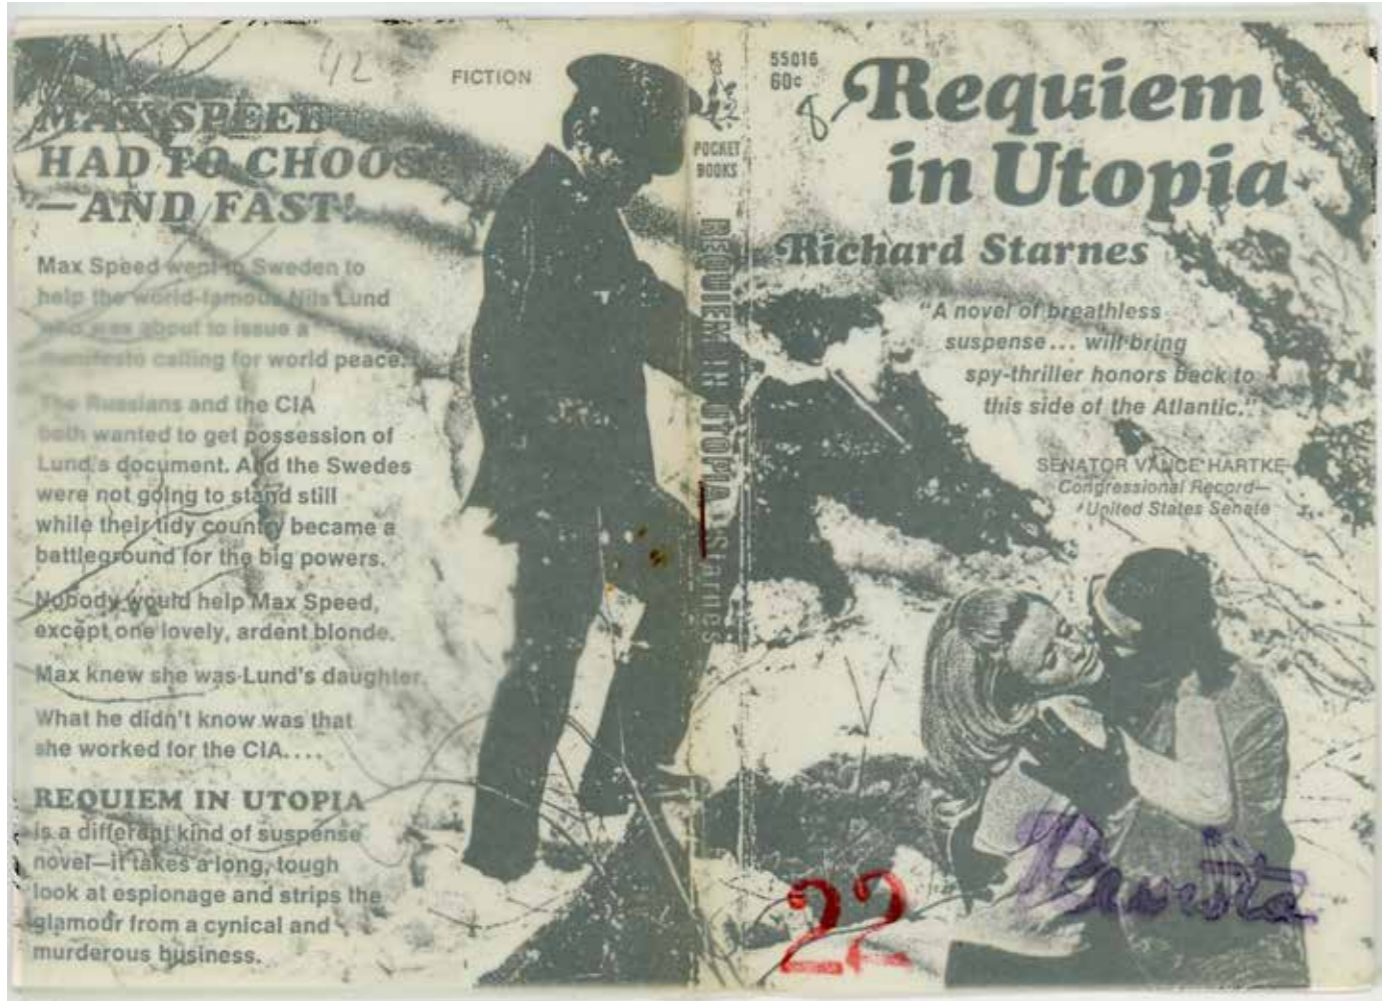 42
FICTION
MAX SPEED
HAD TO CHOOSE
—AND FAST!
Max Speed went to Sweden to
help the world-famous Nils Lund
who was about to issue a
manifesto calling for world peace.
The Russians and the CIA
both wanted to get possession of
Lund's document. And the Swedes
were not going to stand still
while their tidy country became a
battleground for the big powers.
Nobody would help Max Speed,
except one lovely, ardent blonde.
Max knew she was Lund's daughter.
What he didn't know was that
she worked for the CIA....
REQUIEM IN UTOPIA
is a different kind of suspense
novel—it takes a long, tough
look at espionage and strips the
glamour from a cynical and
murderous business.
POCKET
BOOKS
REQUIEM IN UTOPIA Starnes
55016
60¢
8
Requiem
in Utopia
Richard Starnes
"A novel of breathless
suspense... will bring
spy-thriller honors back to
this side of the Atlantic."
SENATOR VANCE HARTKE
Congressional Record—
United States Senate
22